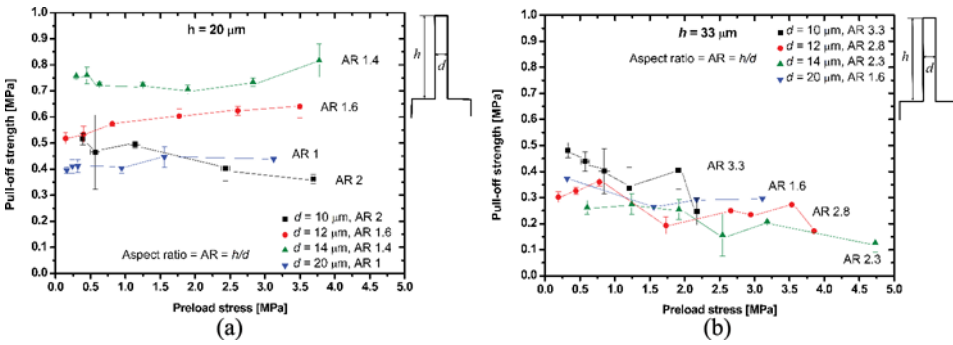 h = 20 μm
Pull-off strength [MPa]
1.0
0.9
0.8
0.7
0.6
0.5
0.4
0.3
0.2
0.1
0.0
AR 1.4
AR 1.6
AR 1
AR 2
d = 10 μm, AR 2
d = 12 μm, AR 1.6
d = 14 μm, AR 1.4
d = 20 μm, AR 1
Aspect ratio = AR = h/d
0.0 0.5 1.0 1.5 2.0 2.5 3.0 3.5 4.0 4.5 5.0
Preload stress [MPa]
(a)
h
d
h = 33 μm
Pull-off strength [MPa]
1.0
0.9
0.8
0.7
0.6
0.5
0.4
0.3
0.2
0.1
0.0
d = 10 μm, AR 3.3
d = 12 μm, AR 2.8
d = 14 μm, AR 2.3
d = 20 μm, AR 1.6
Aspect ratio = AR = h/d
AR 3.3
AR 1.6
AR 2.8
AR 2.3
0.0 0.5 1.0 1.5 2.0 2.5 3.0 3.5 4.0 4.5 5.0
Preload stress [MPa]
(b)
h
d